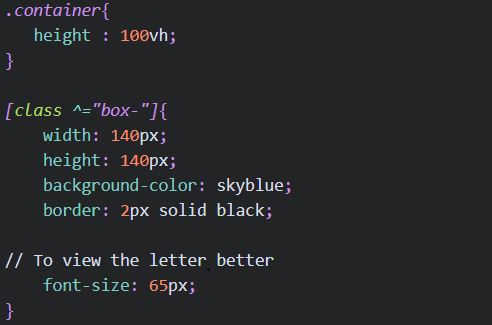 .container{
   height : 100vh;
}

[class ^="box-"]{
    width: 140px;
    height: 140px;
    background-color: skyblue;
    border: 2px solid black;

// To view the letter better
    font-size: 65px;
}